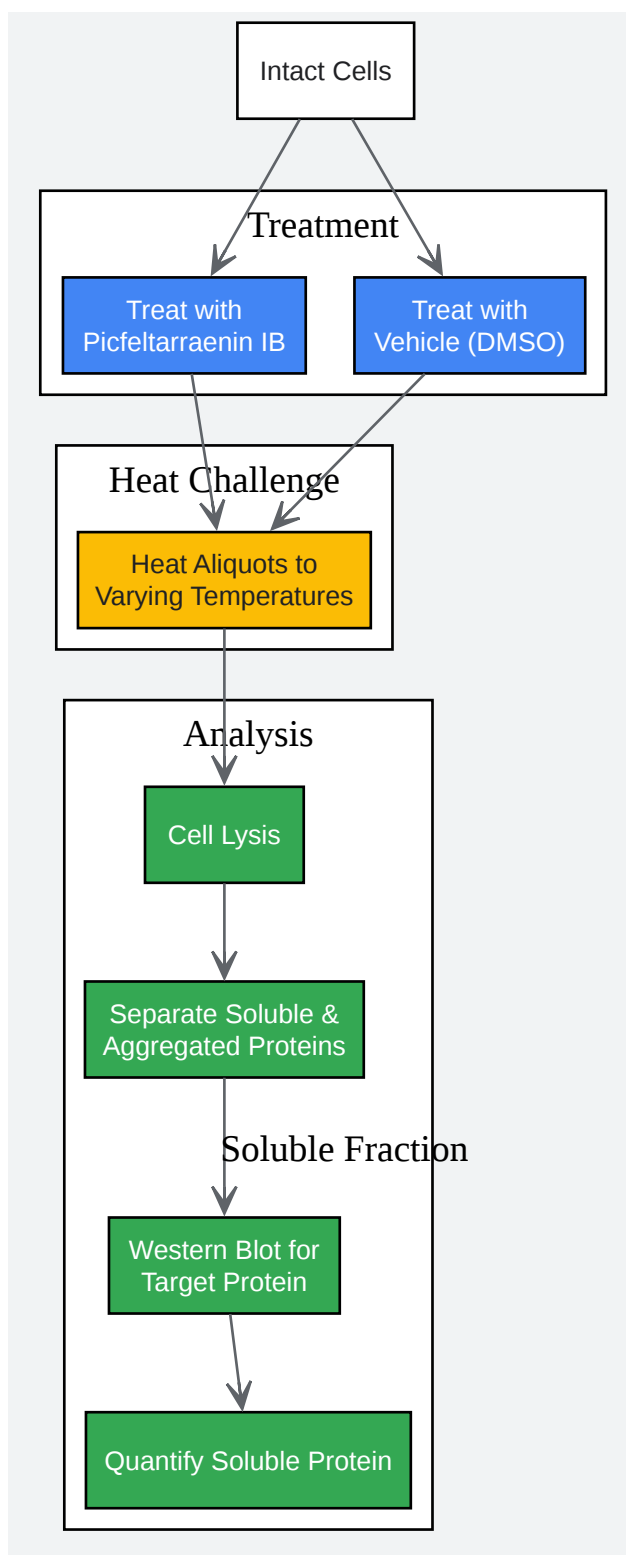 Intact Cells
Treatment
Treat with
Picfeltarraenin IB
Treat with
Vehicle (DMSO)
Heat Challenge
Heat Aliquots to
Varying Temperatures
Analysis
Cell Lysis
Separate Soluble &
Aggregated Proteins
Soluble Fraction
Western Blot for
Target Protein
Quantify Soluble Protein